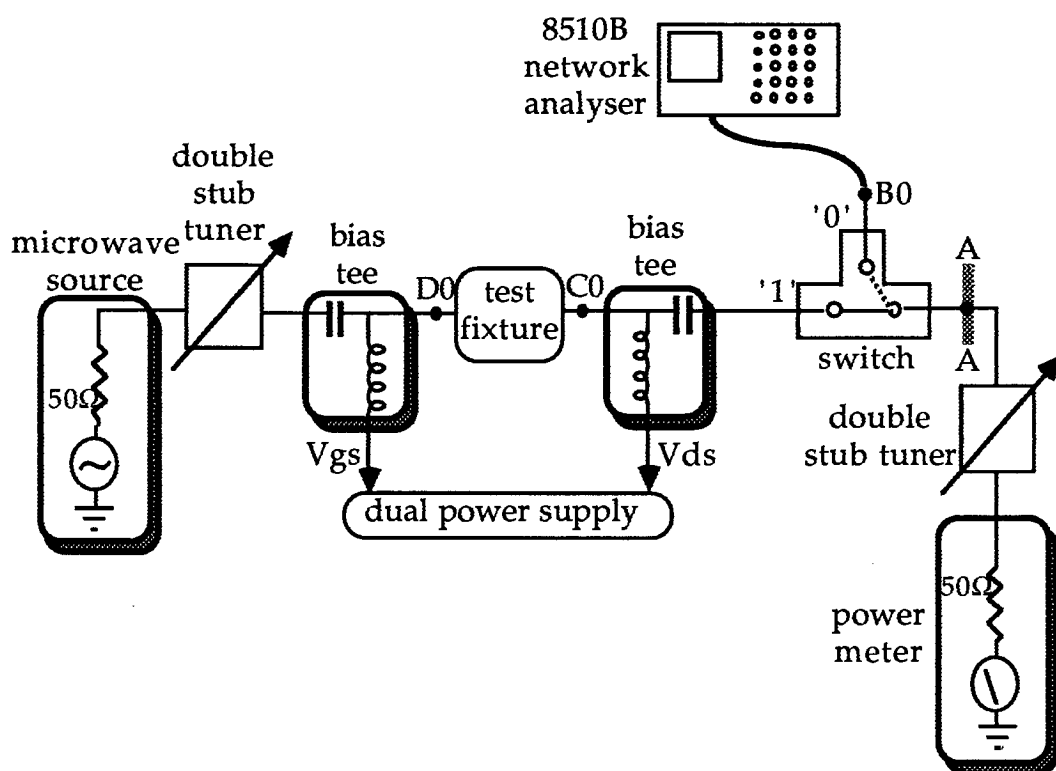 8510B
network
analyser
double
stub
tuner
microwave
source
bias
tee
D0
test
fixture
C0
bias
tee
B0
'0'
'1'
A
A
switch
50Ω
Vgs
Vds
dual power supply
double
stub tuner
50Ω
power
meter